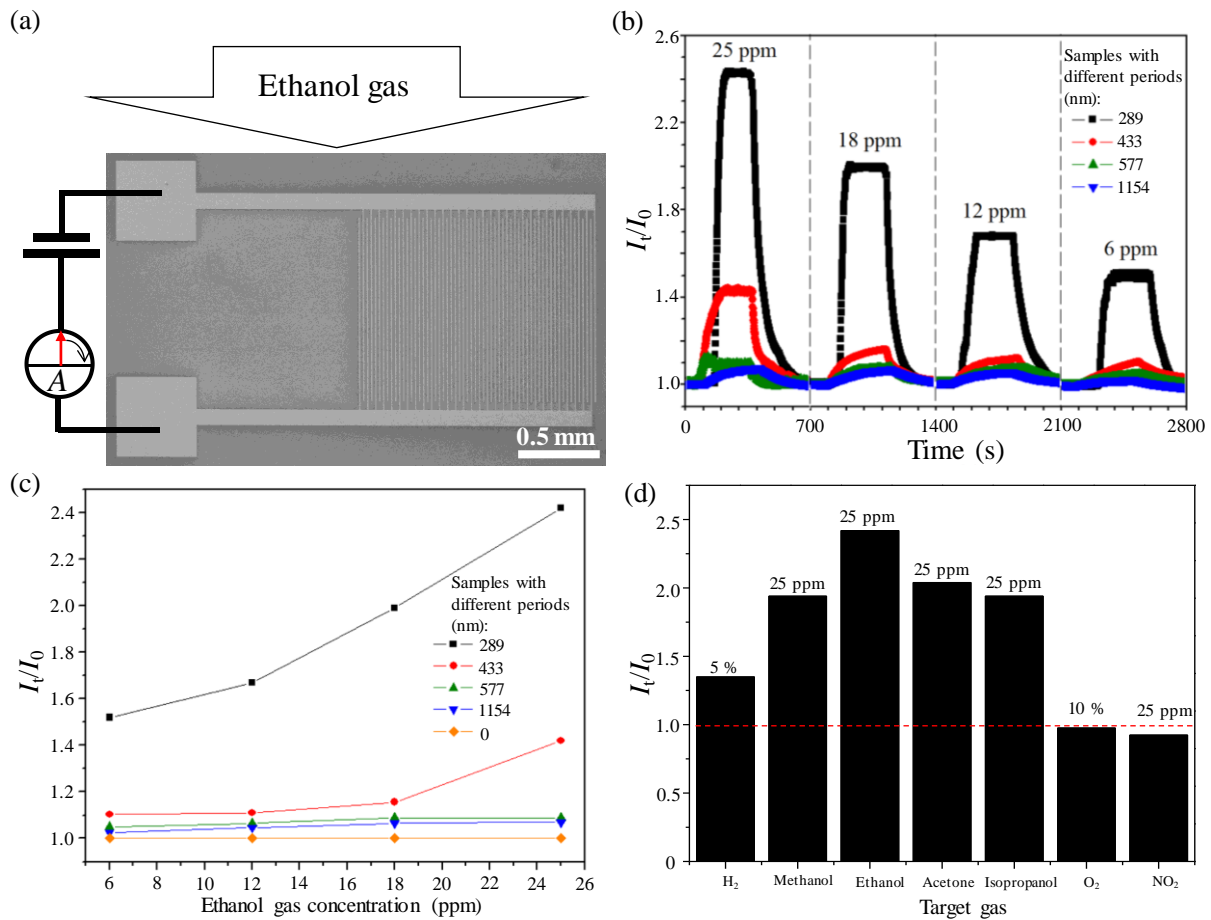 (a)
Ethanol gas
A
0.5 mm
(b)
2.6
2.2
1.8
1.4
1.0
It/I0
25 ppm
18 ppm
12 ppm
6 ppm
Samples with
different periods
(nm):
289
433
577
1154
0
700
1400
2100
2800
Time (s)
(c)
2.4
2.2
2.0
1.8
1.6
1.4
1.2
1.0
It/I0
Samples with
different periods
(nm):
289
433
577
1154
0
6 8 10 12 14 16 18 20 22 24 26
Ethanol gas concentration (ppm)
(d)
2.5
2.0
1.5
1.0
0.5
0
It/I0
5 %
25 ppm
25 ppm
25 ppm
25 ppm
10 %
25 ppm
H₂ Methanol Ethanol Acetone Isopropanol O₂ NO₂
Target gas